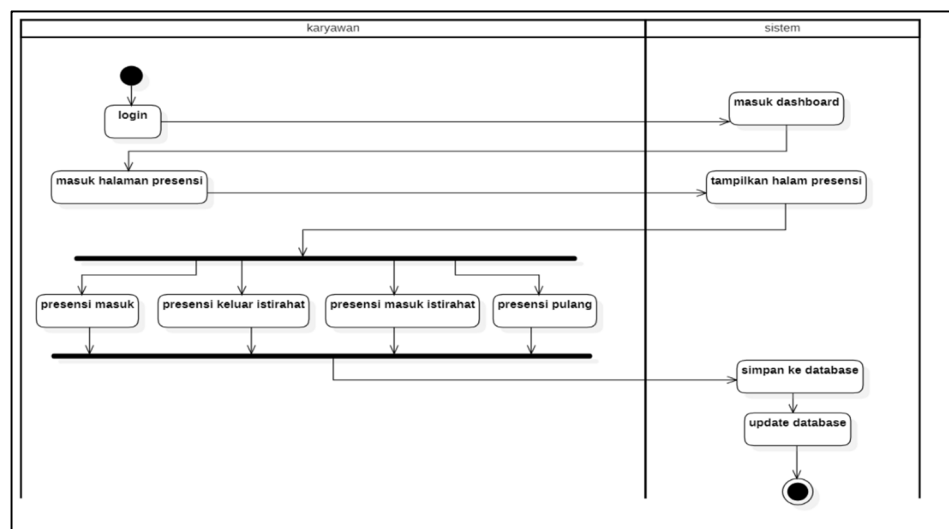 karyawan
sistem
login
masuk dashboard
masuk halaman presensi
tampilkan halam presensi
presensi masuk
presensi keluar istirahat
presensi masuk istirahat
presensi pulang
simpan ke database
update database